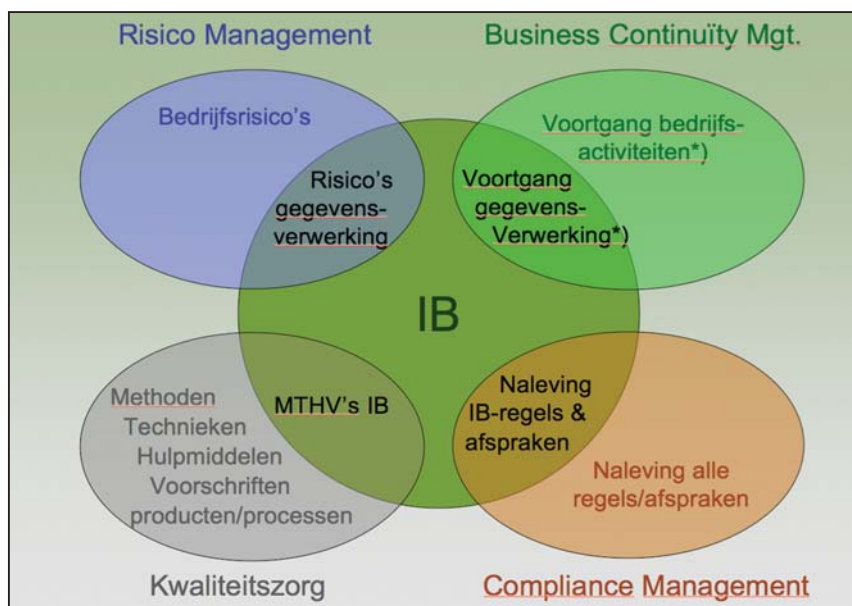 Risico Management
Business Continuïty Mgt.
Bedrijfsrisico's
Voortgang bedrijfs-
activiteiten*)
Risico's
gegevens-
verwerking
Voortgang
gegevens-
Verwerking*)
IB
Methoden
Technieken
Hulpmiddelen
Voorschriften
producten/processen
MTHV's IB
Naleving
IB-regels &
afspraken
Naleving alle
regels/afspraken
Kwaliteitszorg
Compliance Management